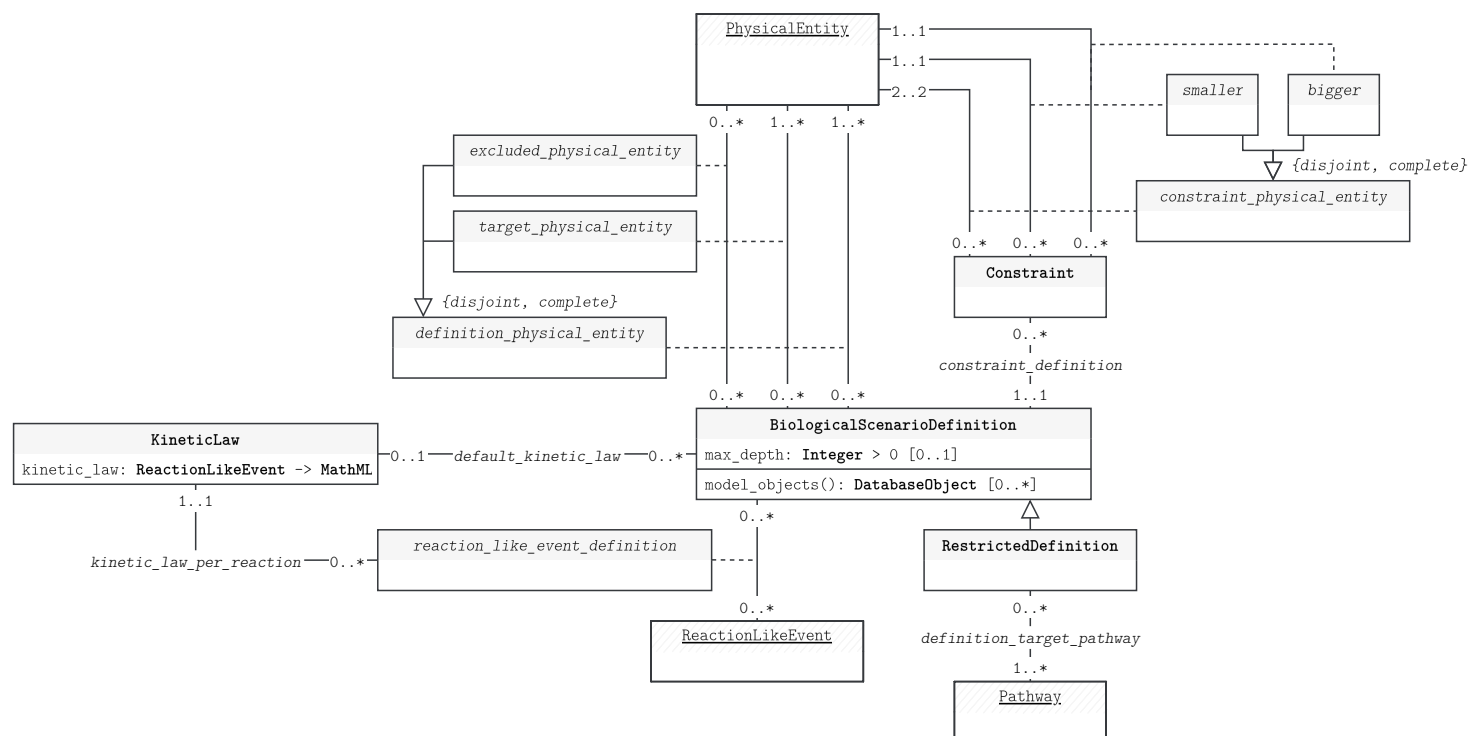 PhysicalEntity
1..1
1..1
2..2
smaller
bigger
0..*
1..*
1..*
excluded_physical_entity
{disjoint, complete}
constraint_physical_entity
target_physical_entity
0..*
0..*
0..*
Constraint
{disjoint, complete}
definition_physical_entity
0..*
constraint_definition
1..1
0..*
0..*
0..*
BiologicalScenarioDefinition
max_depth: Integer > 0 [0..1]
model_objects(): DatabaseObject [0..*]
KineticLaw
kinetic_law: ReactionLikeEvent -> MathML
0..1
default_kinetic_law
0..*
1..1
0..*
reaction_like_event_definition
RestrictedDefinition
kinetic_law_per_reaction
0..*
0..*
0..*
ReactionLikeEvent
definition_target_pathway
1..*
Pathway